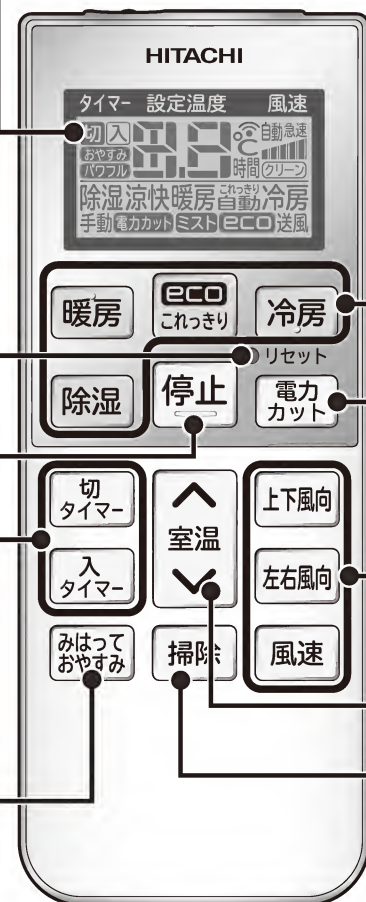 HITACHI
タイマー 設定温度 風速
切 入 8.8 ℃ 自動 急速
おやすみ
パワフル 時間 クリーン
除湿 涼快 暖房 これっきり自動 冷房
手動 電力カット ミスト eco 送風
暖房 eco これっきり 冷房
リセット
除湿 停止 電力カット
切タイマー 上下風向
室温
入タイマー 左右風向
みはっておやすみ 掃除 風速